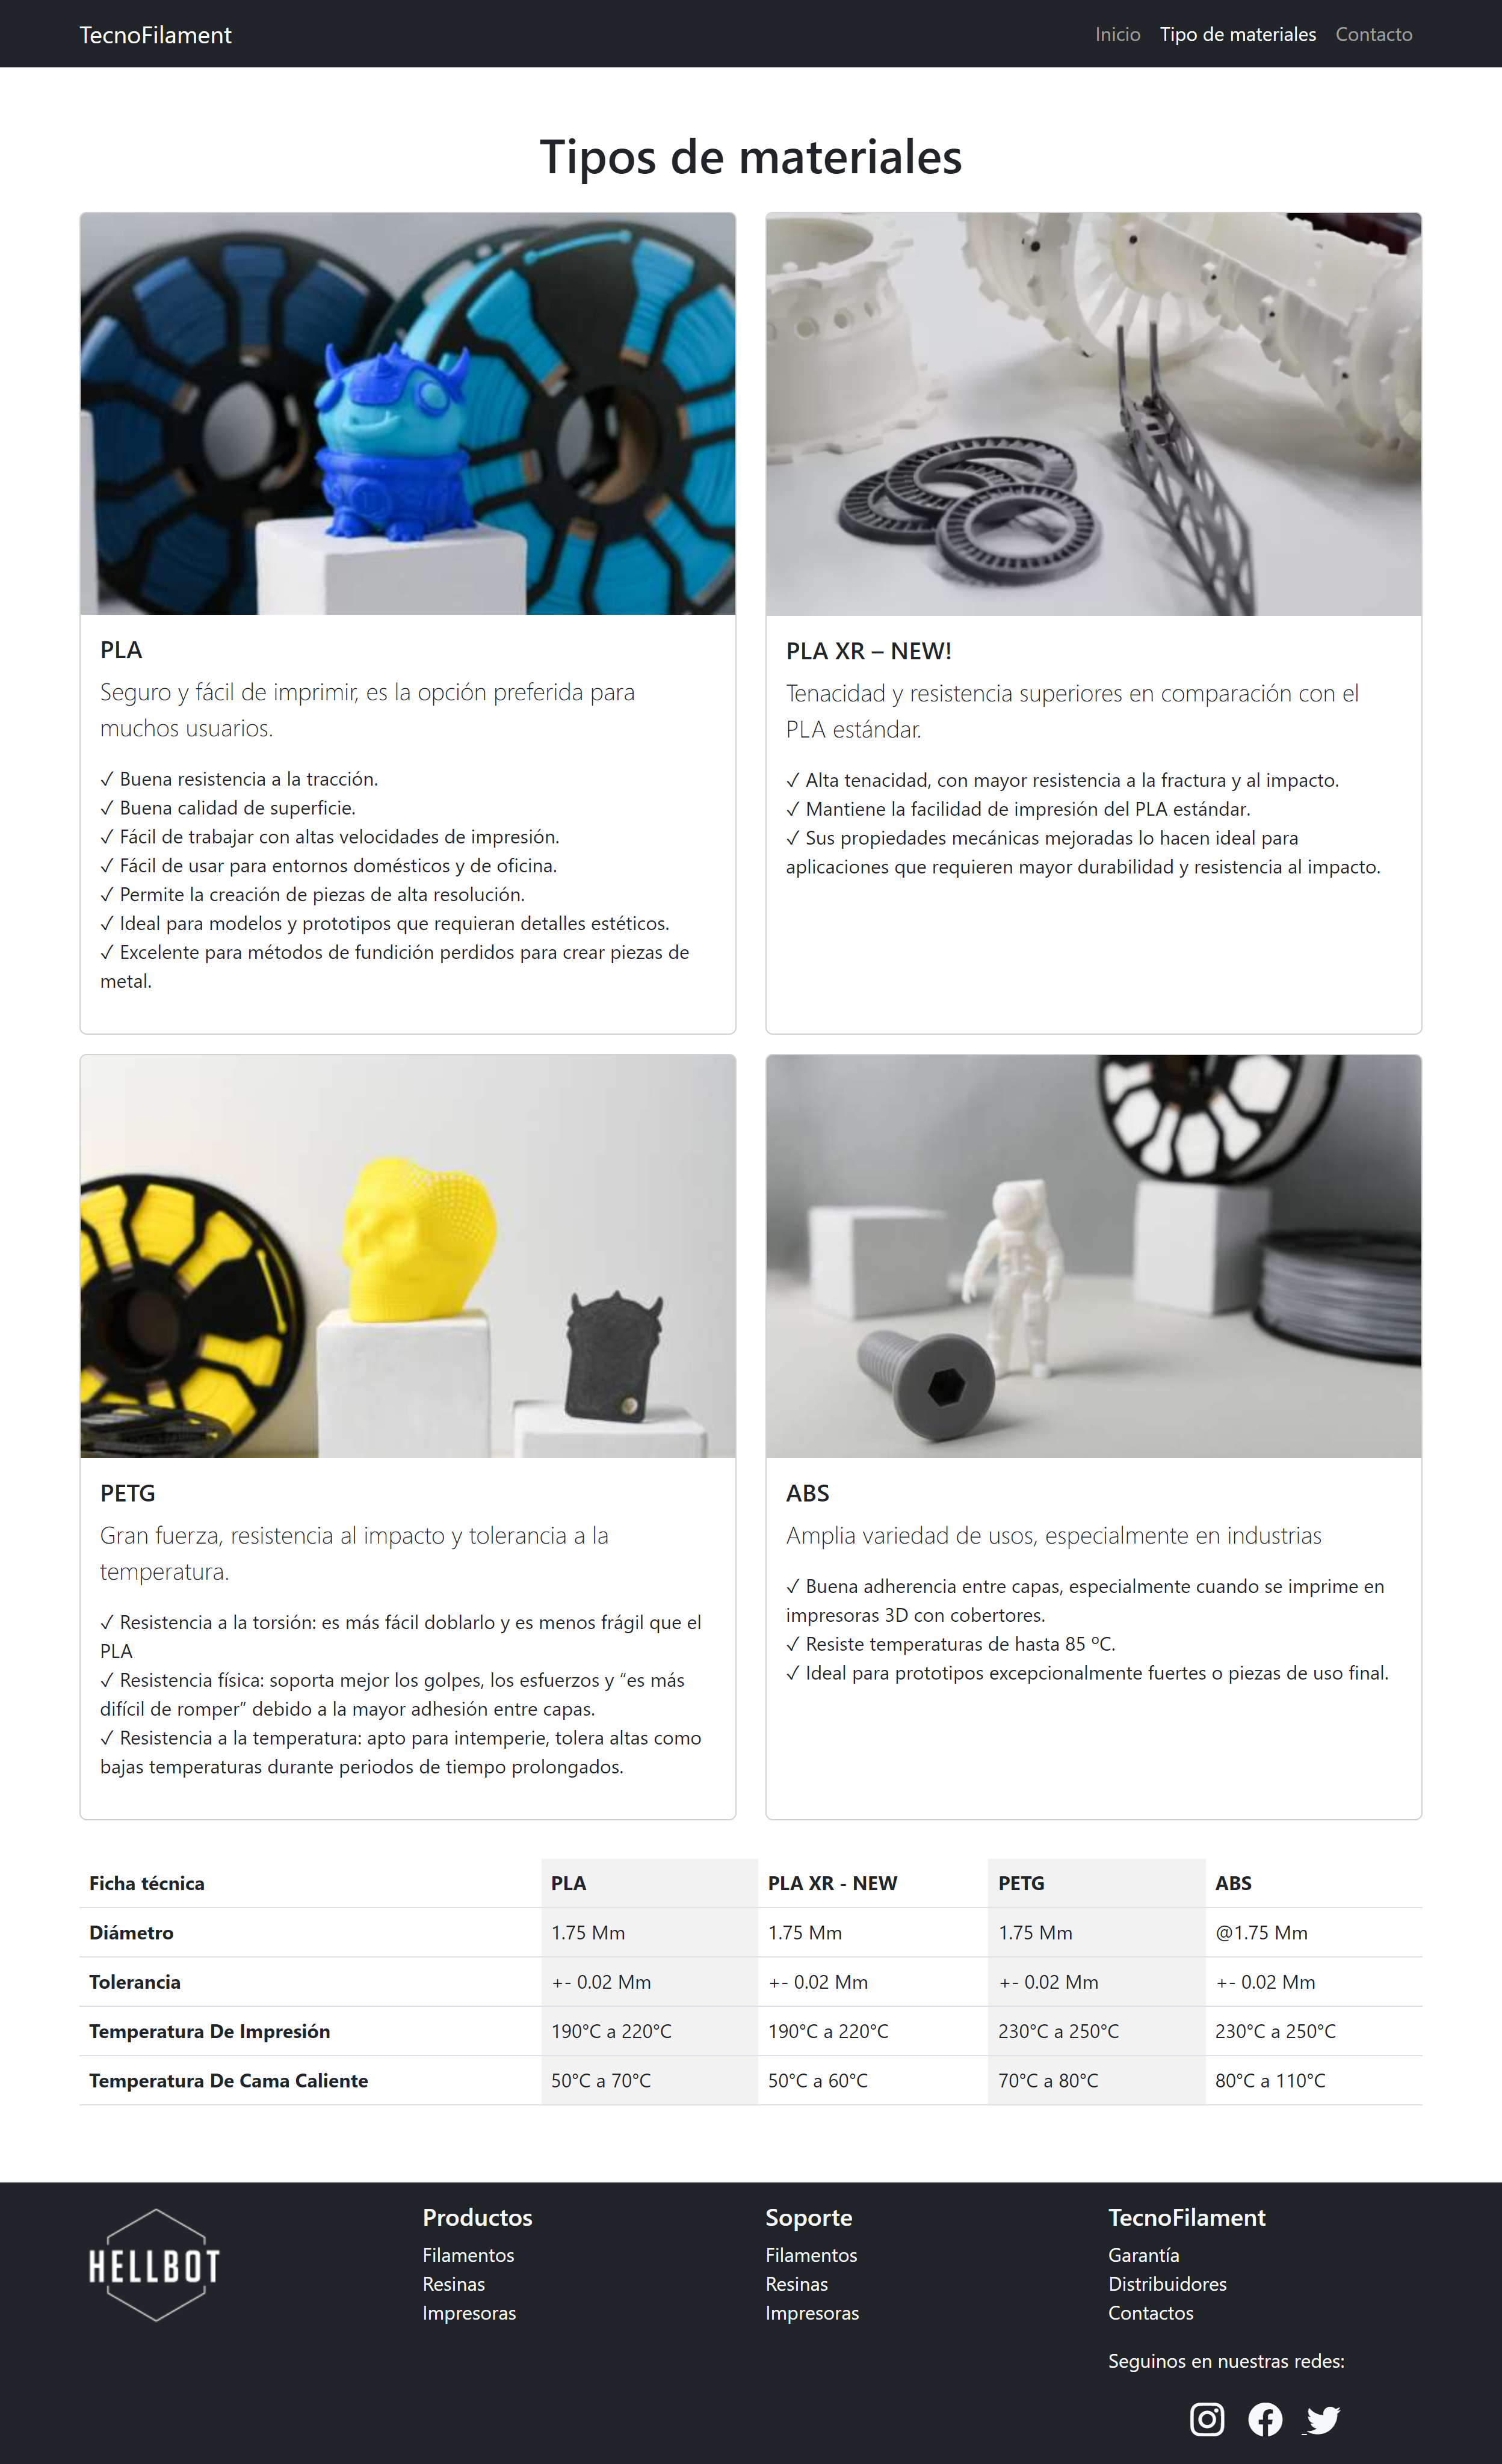 TecnoFilament
Inicio Tipo de materiales Contacto
Tipos de materiales
PLA
Seguro y fácil de imprimir, es la opción preferida para
muchos usuarios.
✓ Buena resistencia a la tracción.
✓ Buena calidad de superficie.
✓ Fácil de trabajar con altas velocidades de impresión.
✓ Fácil de usar para entornos domésticos y de oficina.
✓ Permite la creación de piezas de alta resolución.
✓ Ideal para modelos y prototipos que requieran detalles estéticos.
✓ Excelente para métodos de fundición perdidos para crear piezas de
metal.
PLA XR – NEW!
Tenacidad y resistencia superiores en comparación con el
PLA estándar.
✓ Alta tenacidad, con mayor resistencia a la fractura y al impacto.
✓ Mantiene la facilidad de impresión del PLA estándar.
✓ Sus propiedades mecánicas mejoradas lo hacen ideal para
aplicaciones que requieren mayor durabilidad y resistencia al impacto.
PETG
Gran fuerza, resistencia al impacto y tolerancia a la
temperatura.
✓ Resistencia a la torsión: es más fácil doblarlo y es menos frágil que el
PLA
✓ Resistencia física: soporta mejor los golpes, los esfuerzos y “es más
difícil de romper” debido a la mayor adhesión entre capas.
✓ Resistencia a la temperatura: apto para intemperie, tolera altas como
bajas temperaturas durante periodos de tiempo prolongados.
ABS
Amplia variedad de usos, especialmente en industrias
✓ Buena adherencia entre capas, especialmente cuando se imprime en
impresoras 3D con cobertores.
✓ Resiste temperaturas de hasta 85 ºC.
✓ Ideal para prototipos excepcionalmente fuertes o piezas de uso final.
Ficha técnica PLA PLA XR - NEW PETG ABS
Diámetro 1.75 Mm 1.75 Mm 1.75 Mm @1.75 Mm
Tolerancia +- 0.02 Mm +- 0.02 Mm +- 0.02 Mm +- 0.02 Mm
Temperatura De Impresión 190°C a 220°C 190°C a 220°C 230°C a 250°C 230°C a 250°C
Temperatura De Cama Caliente 50°C a 70°C 50°C a 60°C 70°C a 80°C 80°C a 110°C
HELLBOT
Productos
Filamentos
Resinas
Impresoras
Soporte
Filamentos
Resinas
Impresoras
TecnoFilament
Garantía
Distribuidores
Contactos
Seguinos en nuestras redes: